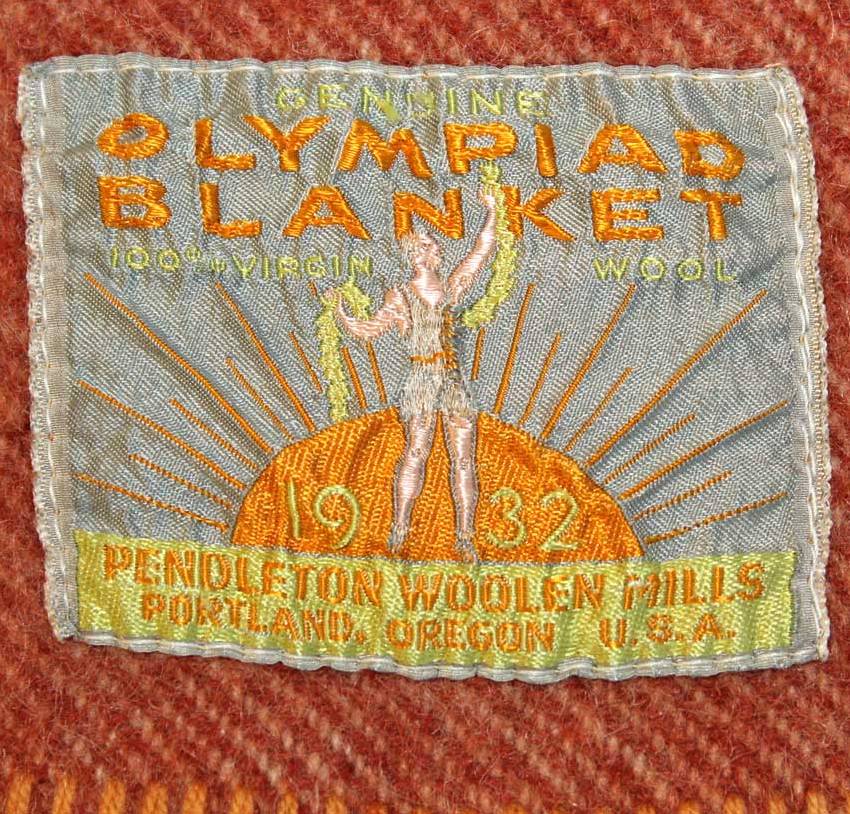 GENUINE
OLYMPIAD
BLANKET
100% VIRGIN WOOL
1932
PENDLETON WOOLEN MILLS
PORTLAND, OREGON U.S.A.